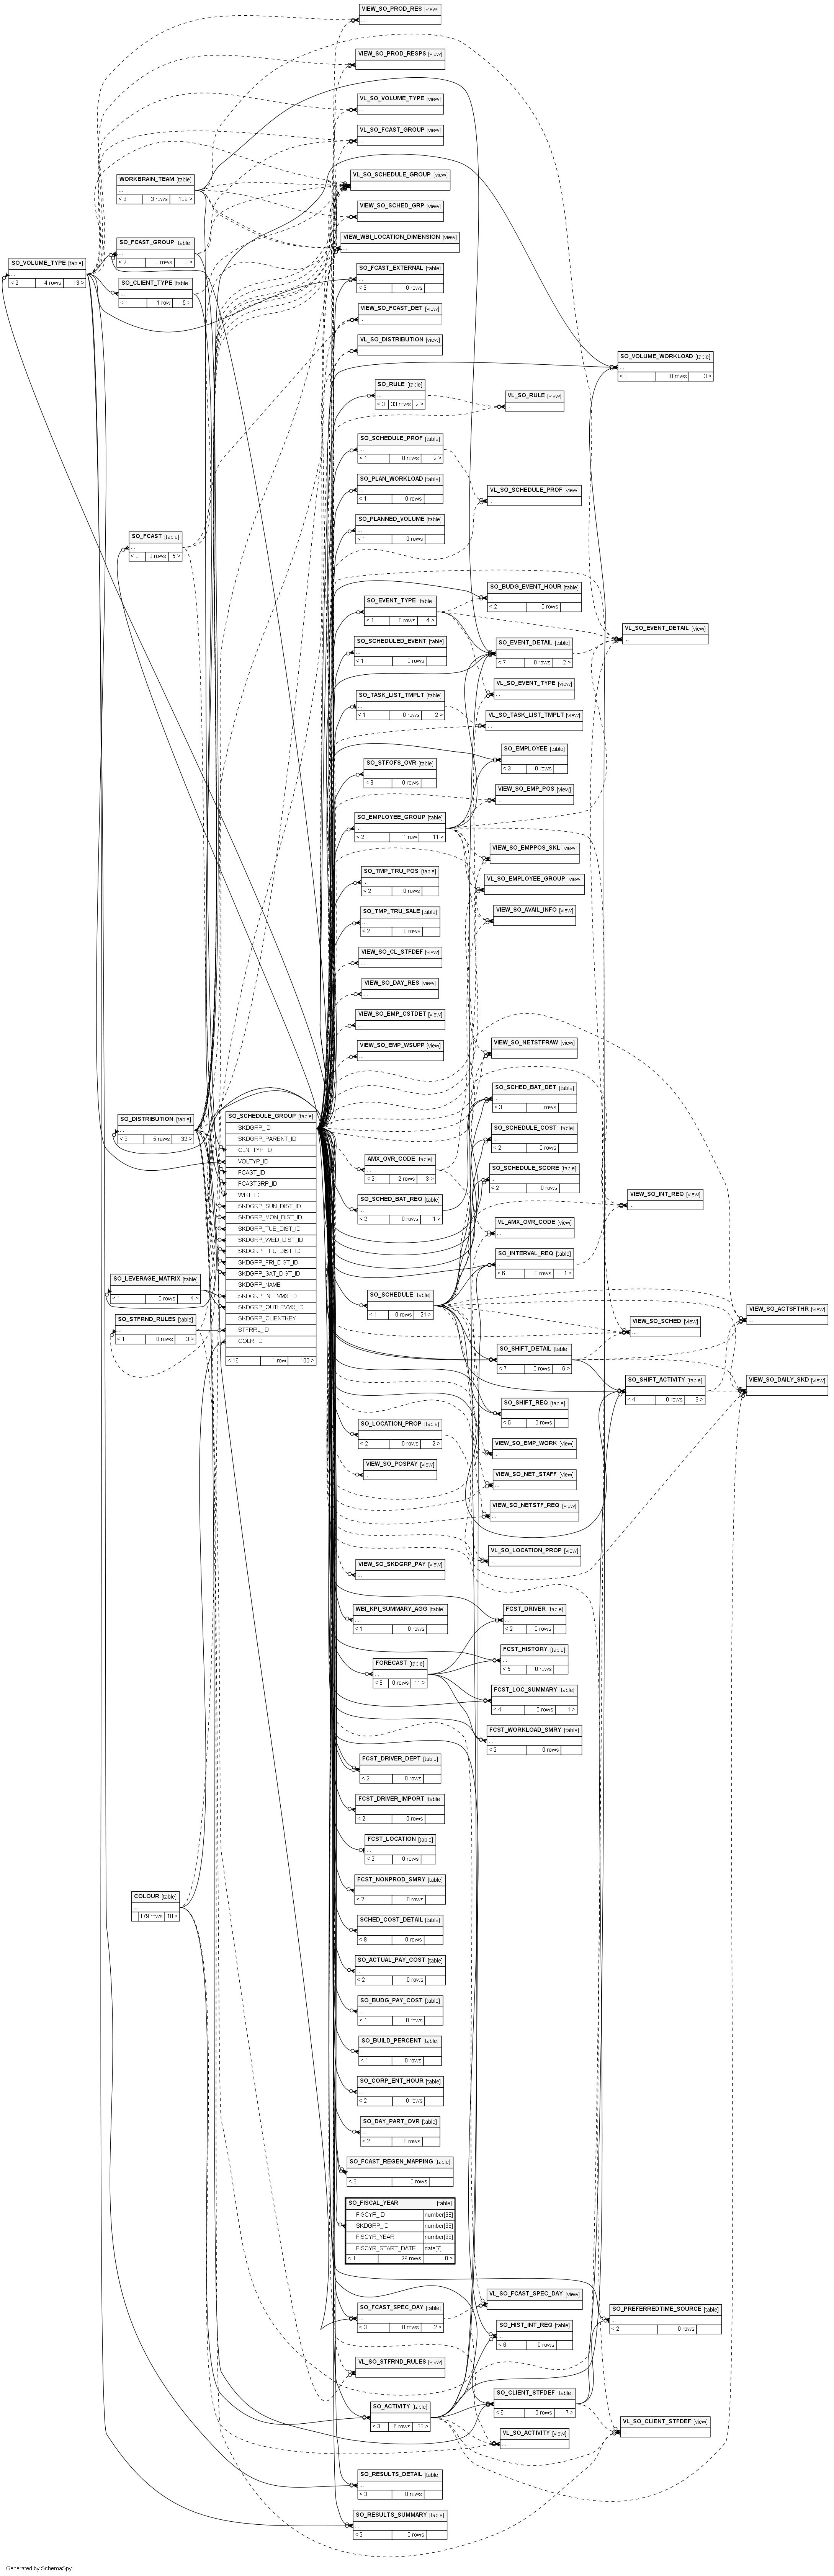 VIEW_SO_PROD_RES [view]
...
VIEW_SO_PROD_RESPS [view]
...
VL_SO_VOLUME_TYPE [view]
...
VL_SO_FCAST_GROUP [view]
...
WORKBRAIN_TEAM [table]
...
< 3 3 rows 109 >
VL_SO_SCHEDULE_GROUP [view]
...
VIEW_SO_SCHED_GRP [view]
...
VIEW_WBI_LOCATION_DIMENSION [view]
...
SO_FCAST_GROUP [table]
...
< 2 0 rows 3 >
SO_VOLUME_TYPE [table]
...
< 2 4 rows 13 >
SO_CLIENT_TYPE [table]
...
< 1 1 row 5 >
SO_FCAST_EXTERNAL [table]
...
< 3 0 rows
VIEW_SO_FCAST_DET [view]
...
VL_SO_DISTRIBUTION [view]
...
SO_VOLUME_WORKLOAD [table]
...
< 3 0 rows 3 >
SO_RULE [table]
...
< 3 33 rows 2 >
VL_SO_RULE [view]
...
SO_SCHEDULE_PROF [table]
...
< 1 0 rows 2 >
SO_PLAN_WORKLOAD [table]
...
< 1 0 rows
VL_SO_SCHEDULE_PROF [view]
...
SO_PLANNED_VOLUME [table]
...
< 1 0 rows
SO_FCAST [table]
...
< 3 0 rows 5 >
SO_BUDG_EVENT_HOUR [table]
...
< 2 0 rows
SO_EVENT_TYPE [table]
...
< 1 0 rows 4 >
VL_SO_EVENT_DETAIL [view]
...
SO_SCHEDULED_EVENT [table]
...
< 1 0 rows
SO_EVENT_DETAIL [table]
...
< 7 0 rows 2 >
VL_SO_EVENT_TYPE [view]
...
SO_TASK_LIST_TMPLT [table]
...
< 1 0 rows 2 >
VL_SO_TASK_LIST_TMPLT [view]
...
SO_EMPLOYEE [table]
...
< 3 0 rows
SO_STFOFS_OVR [table]
...
< 3 0 rows
VIEW_SO_EMP_POS [view]
...
SO_EMPLOYEE_GROUP [table]
...
< 2 1 row 11 >
VIEW_SO_EMPPOS_SKL [view]
...
SO_TMP_TRU_POS [table]
...
< 2 0 rows
VL_SO_EMPLOYEE_GROUP [view]
...
SO_TMP_TRU_SALE [table]
...
< 2 0 rows
VIEW_SO_AVAIL_INFO [view]
...
VIEW_SO_CL_STFDEF [view]
...
VIEW_SO_DAY_RES [view]
...
VIEW_SO_EMP_CSTDET [view]
...
VIEW_SO_EMP_WSUPP [view]
...
VIEW_SO_NETSTFRAW [view]
...
SO_SCHED_BAT_DET [table]
...
< 3 0 rows
SO_DISTRIBUTION [table]
...
< 3 5 rows 32 >
SO_SCHEDULE_GROUP [table]
SKDGRP_ID
SKDGRP_PARENT_ID
CLNTTYP_ID
VOLTYP_ID
FCAST_ID
FCASTGRP_ID
WBT_ID
SKDGRP_SUN_DIST_ID
SKDGRP_MON_DIST_ID
SKDGRP_TUE_DIST_ID
SKDGRP_WED_DIST_ID
SKDGRP_THU_DIST_ID
SKDGRP_FRI_DIST_ID
SKDGRP_SAT_DIST_ID
SKDGRP_NAME
SKDGRP_INLEVMX_ID
SKDGRP_OUTLEVMX_ID
SKDGRP_CLIENTKEY
STFRRL_ID
COLR_ID
...
< 16 1 row 100 >
SO_SCHEDULE_COST [table]
...
< 2 0 rows
AMX_OVR_CODE [table]
...
< 2 2 rows 3 >
SO_SCHEDULE_SCORE [table]
...
< 2 0 rows
SO_SCHED_BAT_REQ [table]
...
< 2 0 rows 1 >
VIEW_SO_INT_REQ [view]
...
VL_AMX_OVR_CODE [view]
...
SO_INTERVAL_REQ [table]
...
< 6 0 rows 1 >
SO_LEVERAGE_MATRIX [table]
...
< 1 0 rows 4 >
SO_SCHEDULE [table]
...
< 1 0 rows 21 >
VIEW_SO_ACTSFTHR [view]
...
SO_STFRND_RULES [table]
...
< 1 0 rows 3 >
VIEW_SO_SCHED [view]
...
SO_SHIFT_DETAIL [table]
...
< 7 0 rows 6 >
SO_SHIFT_ACTIVITY [table]
...
< 4 0 rows 3 >
VIEW_SO_DAILY_SKD [view]
...
SO_SHIFT_REQ [table]
...
< 5 0 rows
SO_LOCATION_PROP [table]
...
< 2 0 rows 2 >
VIEW_SO_EMP_WORK [view]
...
VIEW_SO_POSPAY [view]
...
VIEW_SO_NET_STAFF [view]
...
VIEW_SO_NETSTF_REQ [view]
...
VL_SO_LOCATION_PROP [view]
...
VIEW_SO_SKDGRP_PAY [view]
...
WBI_KPI_SUMMARY_AGG [table]
...
< 1 0 rows
FCST_DRIVER [table]
...
< 2 0 rows
FCST_HISTORY [table]
...
< 5 0 rows
FORECAST [table]
...
< 8 0 rows 11 >
FCST_LOC_SUMMARY [table]
...
< 4 0 rows 1 >
FCST_WORKLOAD_SMRY [table]
...
< 2 0 rows
FCST_DRIVER_DEPT [table]
...
< 2 0 rows
FCST_DRIVER_IMPORT [table]
...
< 2 0 rows
FCST_LOCATION [table]
...
< 2 0 rows
FCST_NONPROD_SMRY [table]
...
< 2 0 rows
COLOUR [table]
...
179 rows 18 >
SCHED_COST_DETAIL [table]
...
< 8 0 rows
SO_ACTUAL_PAY_COST [table]
...
< 2 0 rows
SO_BUDG_PAY_COST [table]
...
< 1 0 rows
SO_BUILD_PERCENT [table]
...
< 1 0 rows
SO_CORP_ENT_HOUR [table]
...
< 2 0 rows
SO_DAY_PART_OVR [table]
...
< 2 0 rows
SO_FCAST_REGEN_MAPPING [table]
...
< 3 0 rows
SO_FISCAL_YEAR [table]
FISCYR_ID number[38]
SKDGRP_ID number[38]
FISCYR_YEAR number[38]
FISCYR_START_DATE date[7]
< 1 29 rows 0 >
VL_SO_FCAST_SPEC_DAY [view]
...
SO_FCAST_SPEC_DAY [table]
...
< 3 0 rows 2 >
SO_PREFERREDTIME_SOURCE [table]
...
< 2 0 rows
SO_HIST_INT_REQ [table]
...
< 6 0 rows
VL_SO_STFRND_RULES [view]
...
SO_CLIENT_STFDEF [table]
...
< 6 0 rows 7 >
SO_ACTIVITY [table]
...
< 3 6 rows 33 >
VL_SO_CLIENT_STFDEF [view]
...
VL_SO_ACTIVITY [view]
...
SO_RESULTS_DETAIL [table]
...
< 3 0 rows
SO_RESULTS_SUMMARY [table]
...
< 2 0 rows
Generated by SchemaSpy